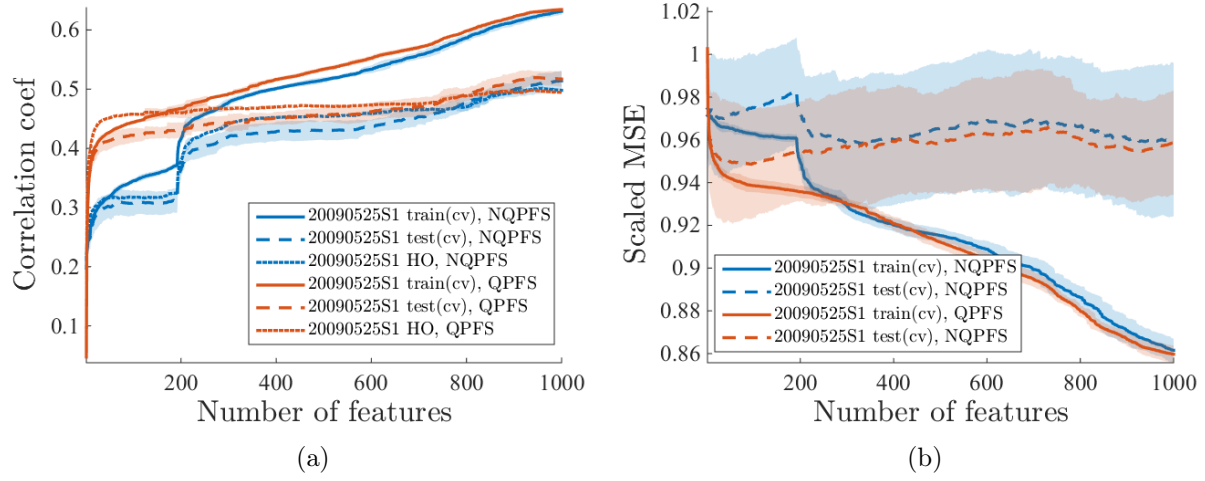 0.6
0.5
0.4
0.3
0.2
0.1
Correlation coef
20090525S1 train(cv), NQPFS
20090525S1 test(cv), NQPFS
20090525S1 HO, NQPFS
20090525S1 train(cv), QPFS
20090525S1 test(cv), QPFS
20090525S1 HO, QPFS
200 400 600 800 1000
Number of features
(a)
1.02
1
0.98
0.96
0.94
0.92
0.9
0.88
0.86
Scaled MSE
20090525S1 train(cv), NQPFS
20090525S1 test(cv), NQPFS
20090525S1 train(cv), QPFS
20090525S1 test(cv), NQPFS
200 400 600 800 1000
Number of features
(b)